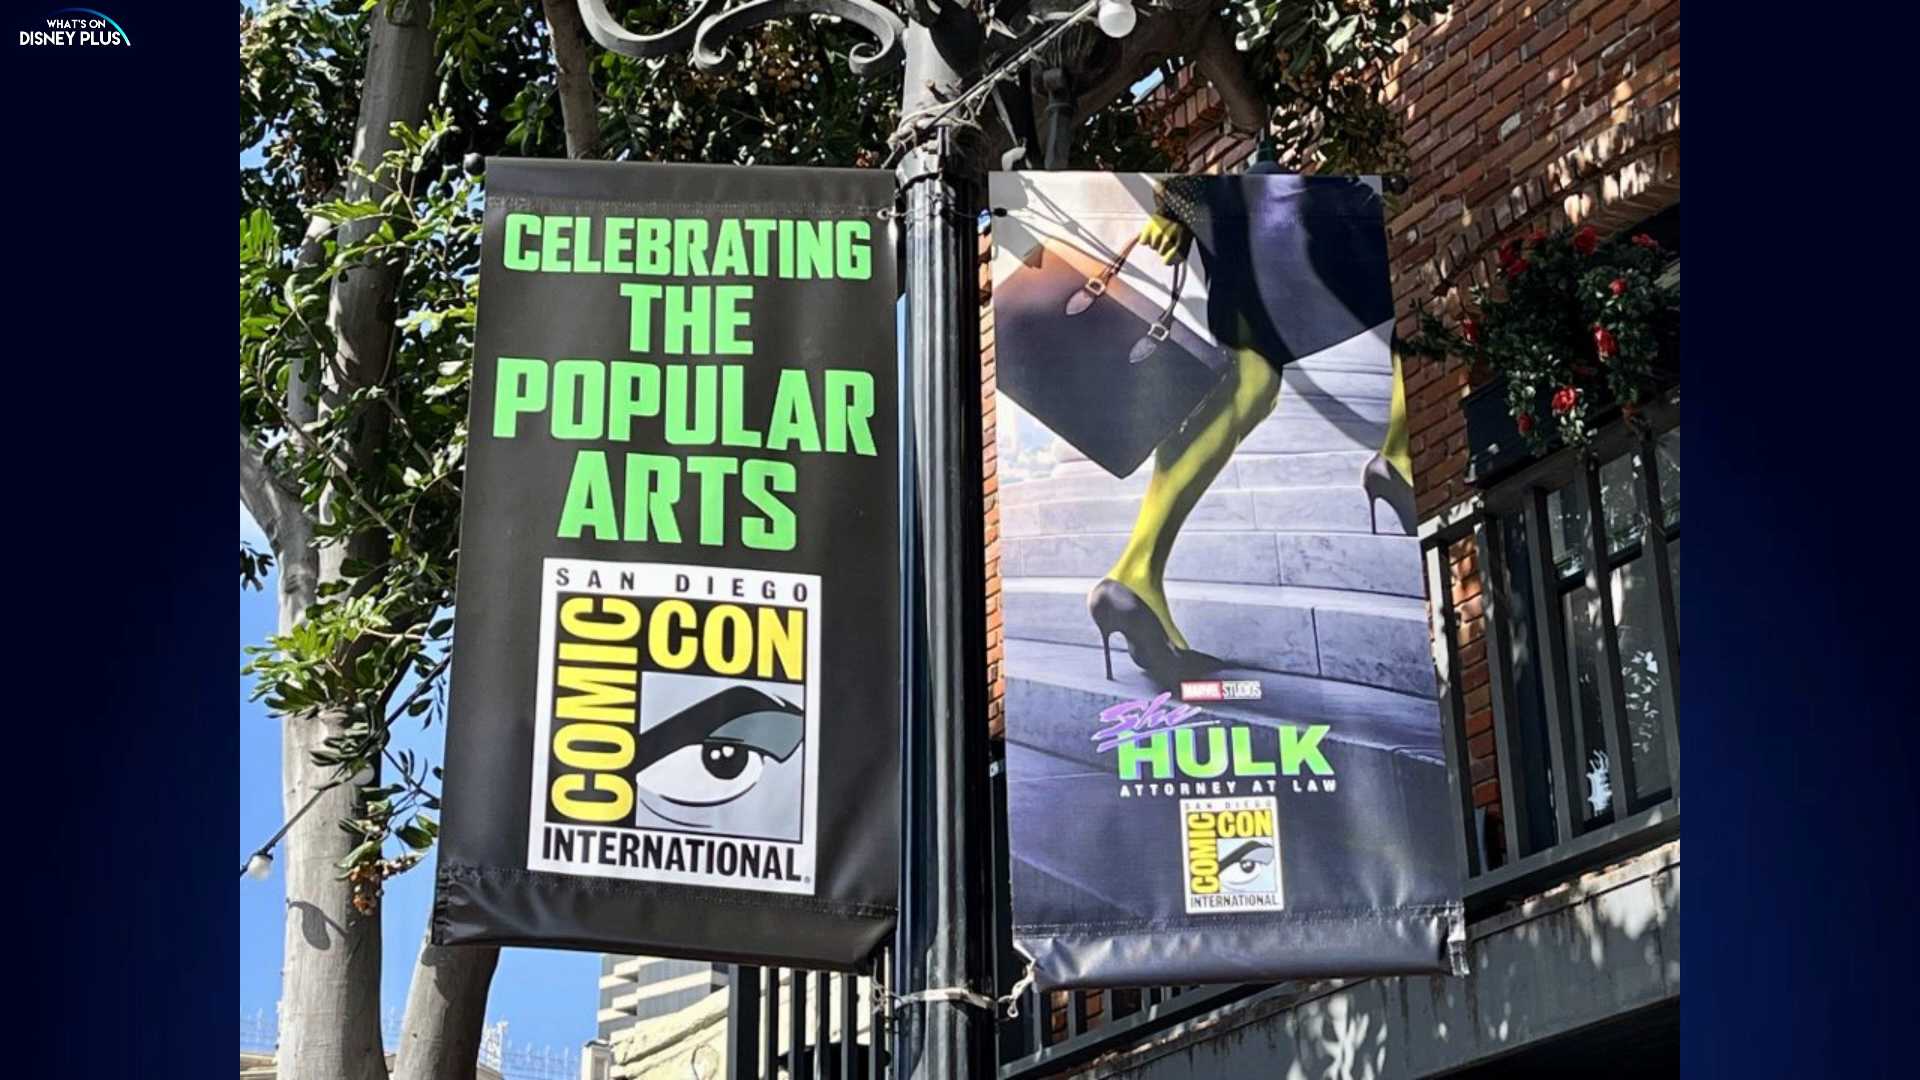 WHAT'S ON
DISNEY PLUS
CELEBRATING
THE
POPULAR
ARTS
SAN DIEGO
COMIC CON
INTERNATIONAL
MARVEL STUDIOS
She
HULK
ATTORNEY AT LAW
SAN DIEGO
COMIC CON
INTERNATIONAL